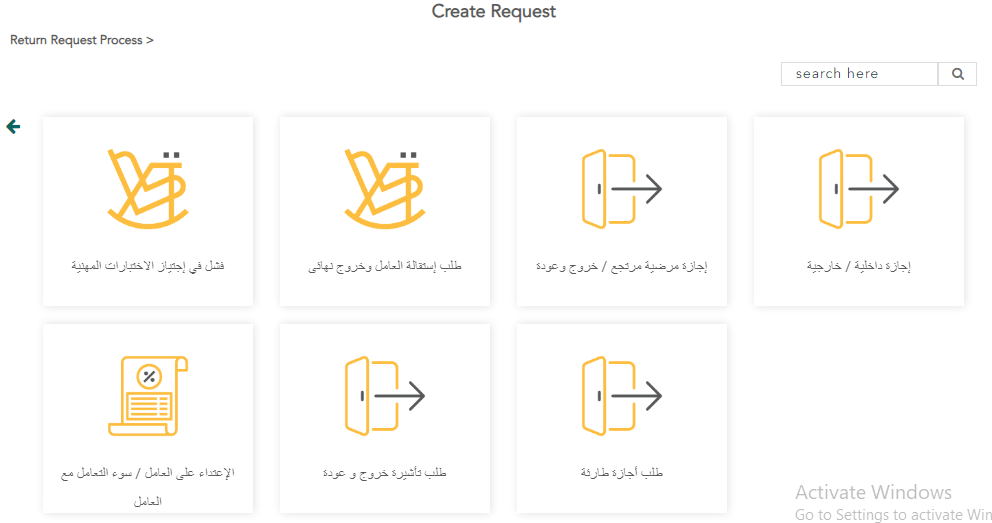 Create Request
Return Request Process >
search here
فشل في إجتياز الاختبارات المهنية
طلب إستقالة العامل وخروج نهائى
إجازة مرضية مرتجع / خروج وعودة
إجازة داخلية / خارجية
الإعتداء على العامل / سوء التعامل مع
العامل
طلب تأشيرة خروج و عودة
طلب أجازة طارئة
Activate Windows
Go to Settings to activate Win